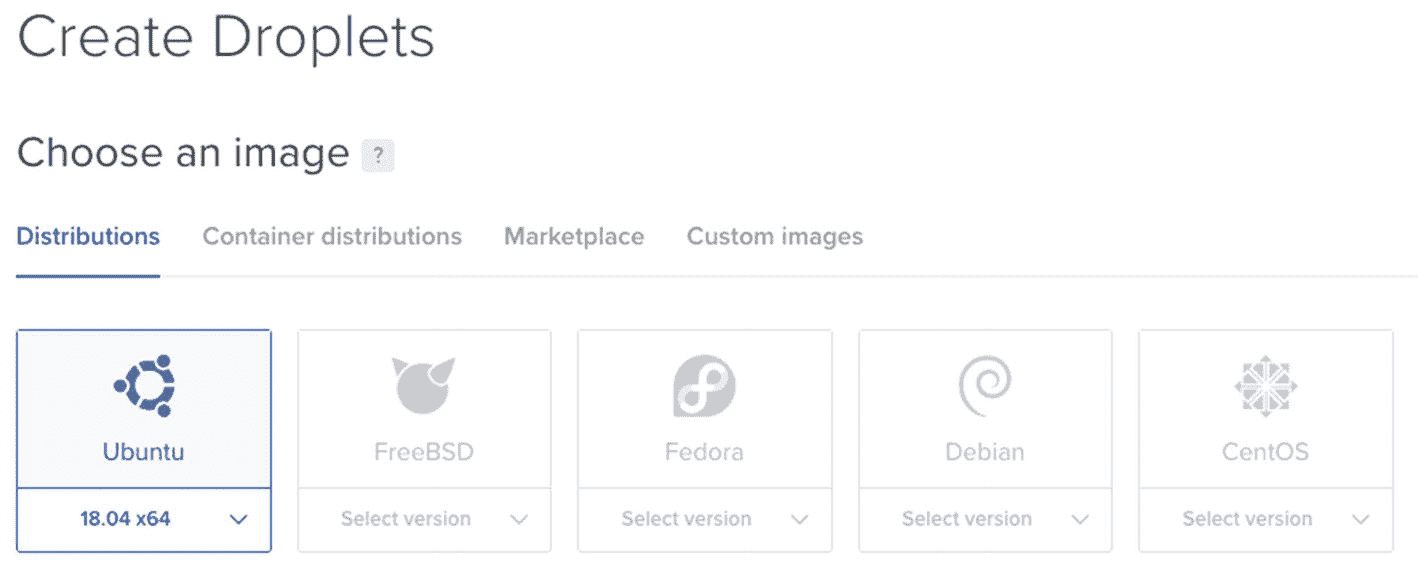 Create Droplets
Choose an image ?
Distributions Container distributions Marketplace Custom images
Ubuntu FreeBSD Fedora Debian CentOS
18.04 x64 Select version Select version Select version Select version